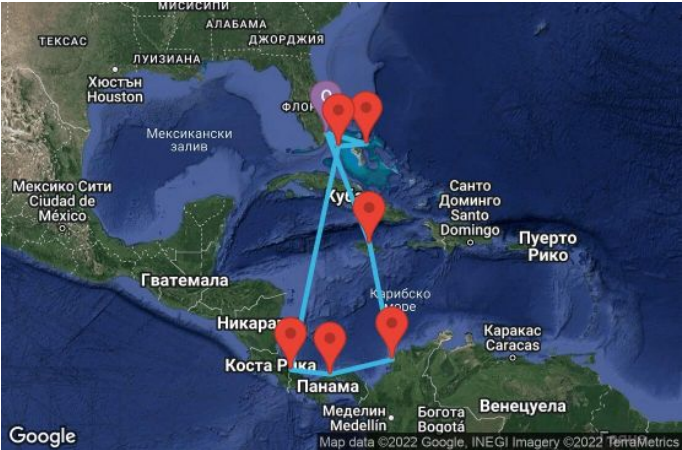 МИСИСИПИ
АЛАБАМА
ТЕКСАС
ДЖОРДЖИЯ
ЛУИЗИАНА
Хюстън
Houston
ФЛО
Мексикански
залив
Мексико Сити
Ciudad de
México
Куба
Санто
Доминго
Santo
Domingo
Пуерто
Рико
Гватемала
Карибско
море
Никара
Каракас
Caracas
Коста Рика
Панама
Меделин
Medellín
Богота
Bogotá
Венецуела
Google
Map data ©2022 Google, INEGI Imagery ©2022 TerraMetrics